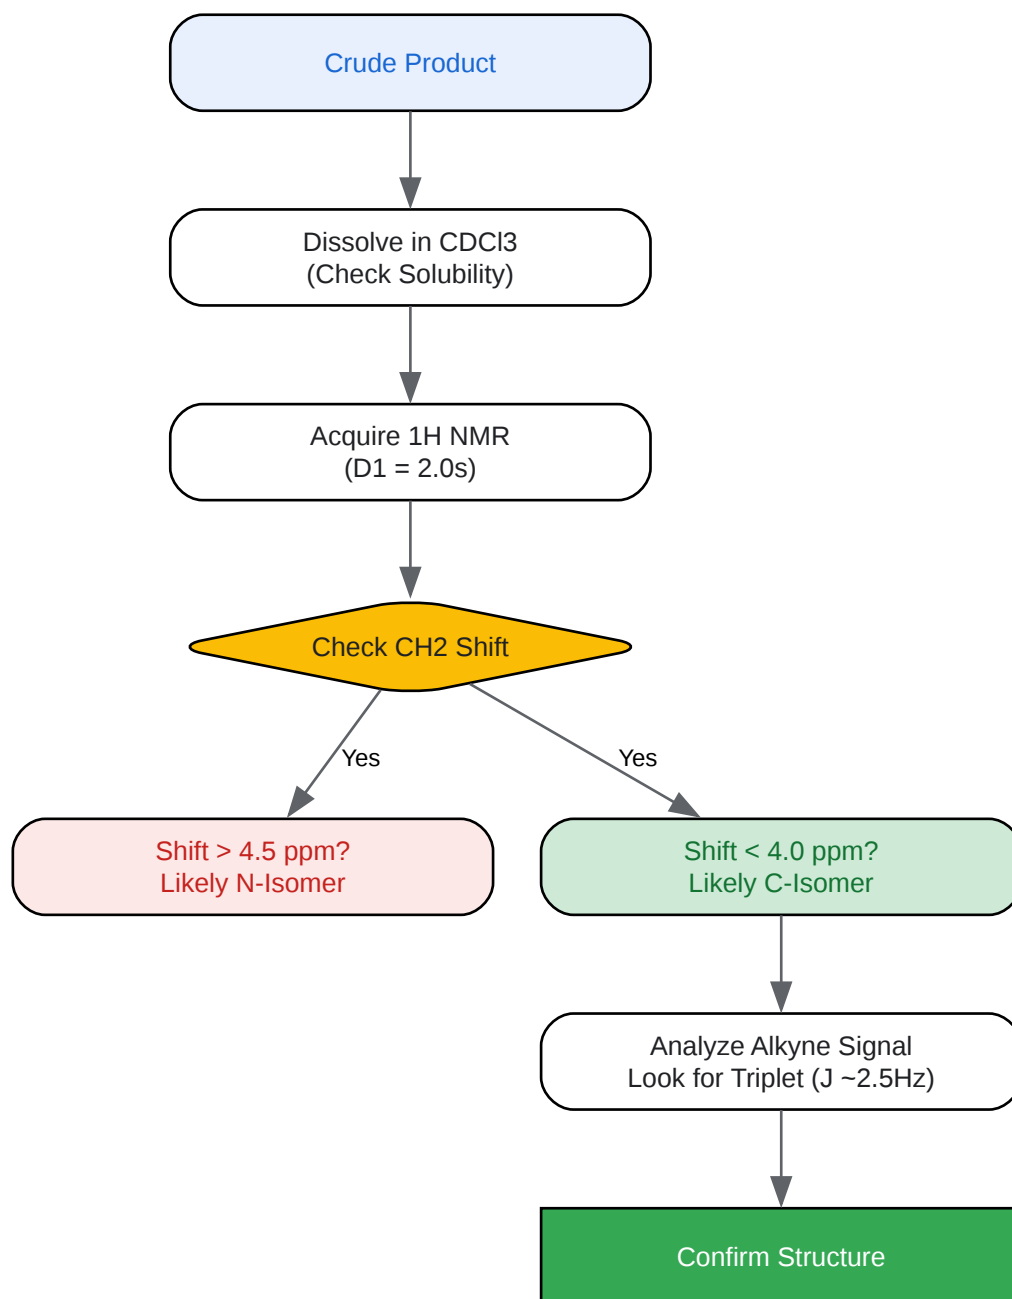 Crude Product
Dissolve in CDCl3
(Check Solubility)
Acquire 1H NMR
(D1 = 2.0s)
Check CH2 Shift
Yes
Yes
Shift > 4.5 ppm?
Likely N-Isomer
Shift < 4.0 ppm?
Likely C-Isomer
Analyze Alkyne Signal
Look for Triplet (J ~2.5Hz)
Confirm Structure